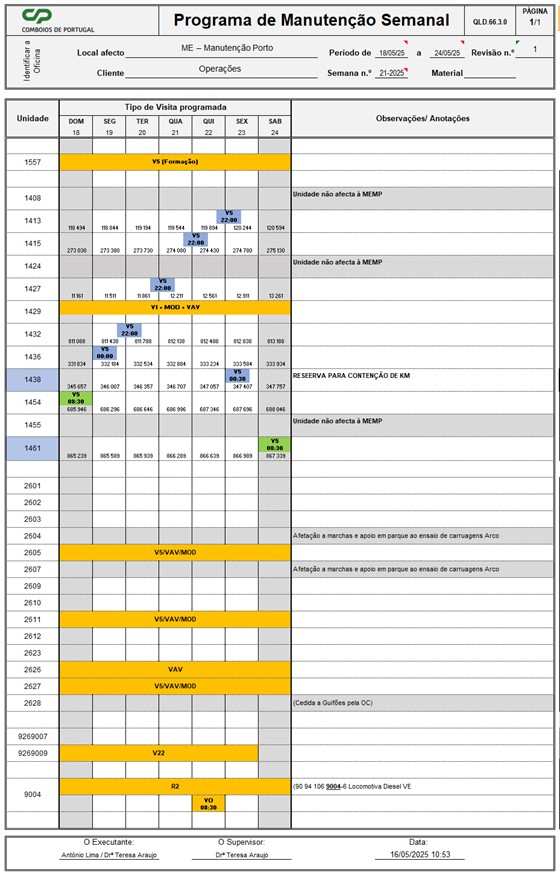 CP
COMBOIOS DE PORTUGAL
Programa de Manutenção Semanal
QLD.66.3.0
PÁGINA
1/1
Identificar a Oficina
Local afecto ME – Manutenção Porto Período de 18/05/25 a 24/05/25 Revisão n.º 1
Cliente Operações Semana n.º 21-2025 Material
Unidade Tipo de Visita programada Observações/ Anotações
DOM SEG TER QUA QUI SEX SAB
18 19 20 21 22 23 24
1557 V5 (Formação)
1408 Unidade não afecta à MEMP
1413 V5 22:00
118 494 118 844 119 194 119 544 119 894 120 244 120 594
1415 V5 22:00
273 030 273 380 273 730 274 080 274 430 274 780 275 130
1424 Unidade não afecta à MEMP
1427 V5 22:00
11 161 11 511 11 861 12 211 12 561 12 911 13 261
1429 V1 + MOD + VAV
1432 V5 22:00
811 088 811 438 811 788 812 138 812 488 812 838 813 188
1436 V5 00:00
331 834 332 184 332 534 332 884 333 234 333 584 333 934
1438 V5 08:30 RESEERVA PARA CONTENÇÃO DE KM
345 657 346 007 346 357 346 707 347 057 347 407 347 757
1454 V5 08:30
685 946 686 296 686 646 686 996 687 346 687 696 688 046
1455 Unidade não afecta à MEMP
1461 V5 08:30
865 239 865 589 865 939 866 289 866 639 866 989 867 339
2601
2602
2603
2604 Afetação a marchas e apoio em parque ao ensaio de carruagens Arco
2605 V5/VAV/MOD
2607 Afetação a marchas e apoio em parque ao ensaio de carruagens Arco
2609
2610
2611 V5/VAV/MOD
2612
2623
2626 VAV
2627 V5/VAV/MOD
2628 (Cedida a Guifões pela OC)
9269007
9269009 V22
9004 R2 (90 94 106 9004-6 Locomotiva Diesel VE
VO 08:30
O Executante: O Supervisor: Data:
António Lima / Drª Teresa Araujo Drª Teresa Araujo 16/05/2025 10:53